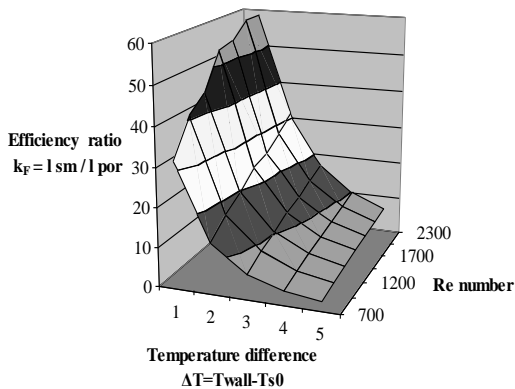 60
50
40
30
20
10
0
Efficiency ratio
k_F = l sm / l por
1 2 3 4 5
700
1200
1700
2300
Re number
Temperature difference
ΔT=Twall-Ts0